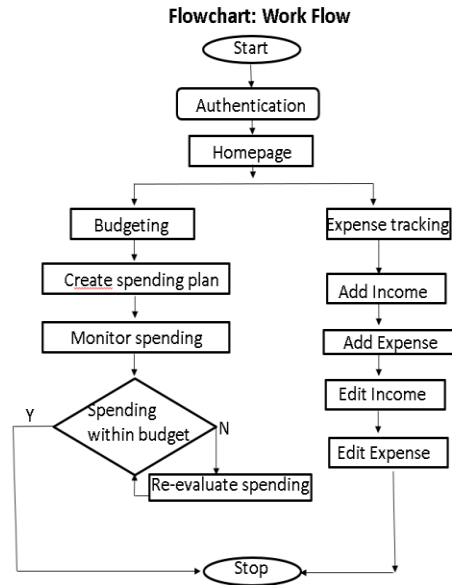 Flowchart: Work Flow
Start
Authentication
Homepage
Budgeting
Expense tracking
Create spending plan
Add Income
Monitor spending
Add Expense
Edit Income
Spending
within budget
Y
N
Edit Expense
Re-evaluate spending
Stop